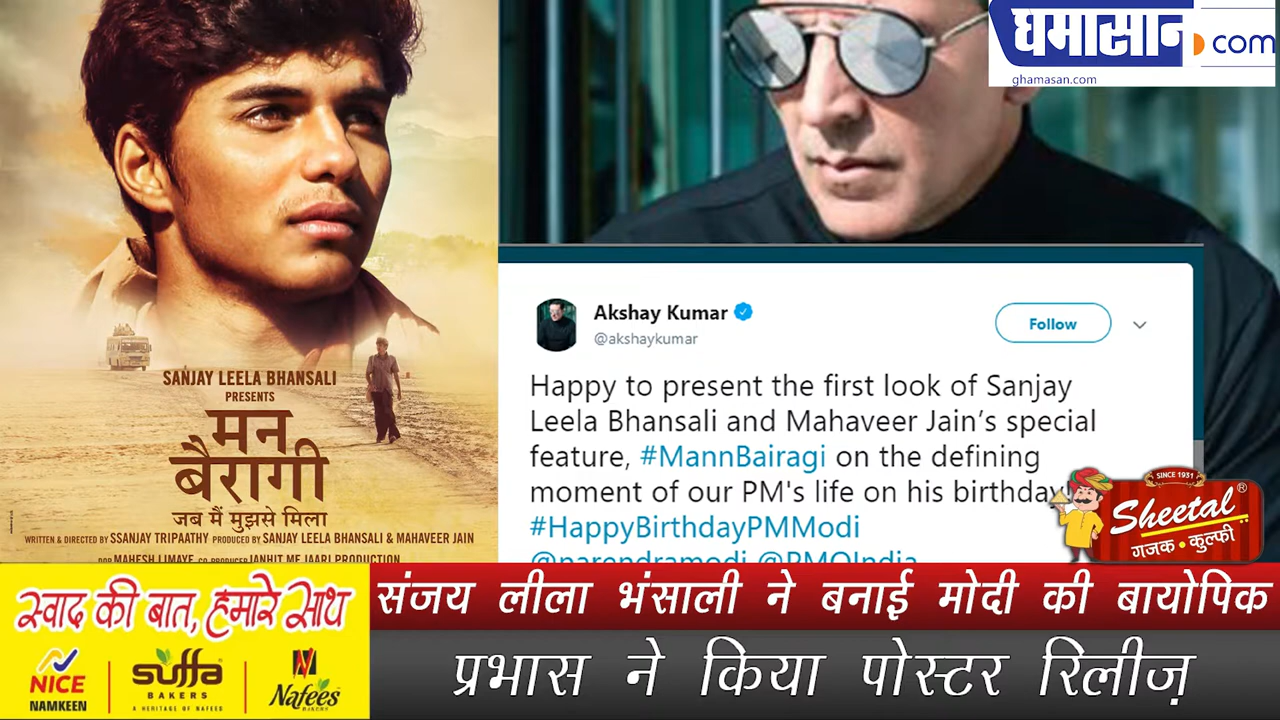 घमासान.com
ghamasan.com
SANJAY LEELA BHANSALI
PRESENTS
मन
बैरागी
जब मैं मुझसे मिला
WRITTEN & DIRECTED BY SSANJAY TRIPAATHY PRODUCED BY SANJAY LEELA BHANSALI & MAHAVEER JAIN
DOP MAHESH LIMAYE CO-PRODUCER JANHIT ME JAARI PRODUCTION
Akshay Kumar
@akshaykumar
Follow
Happy to present the first look of Sanjay
Leela Bhansali and Mahaveer Jain's special
feature, #MannBairagi on the defining
moment of our PM's life on his birthday
#HappyBirthdayPMModi
@narendramodi @PMOIndia
SINCE 1931
Sheetal®
गजक • कुल्फी
स्वाद की बात, हमारे साथ
NICE
NAMKEEN
Suffa
BAKERS
A HERITAGE OF NAFEES
Nafees
BAKERS
संजय लीला भंसाली ने बनाई मोदी की बायोपिक
प्रभास ने किया पोस्टर रिलीज़